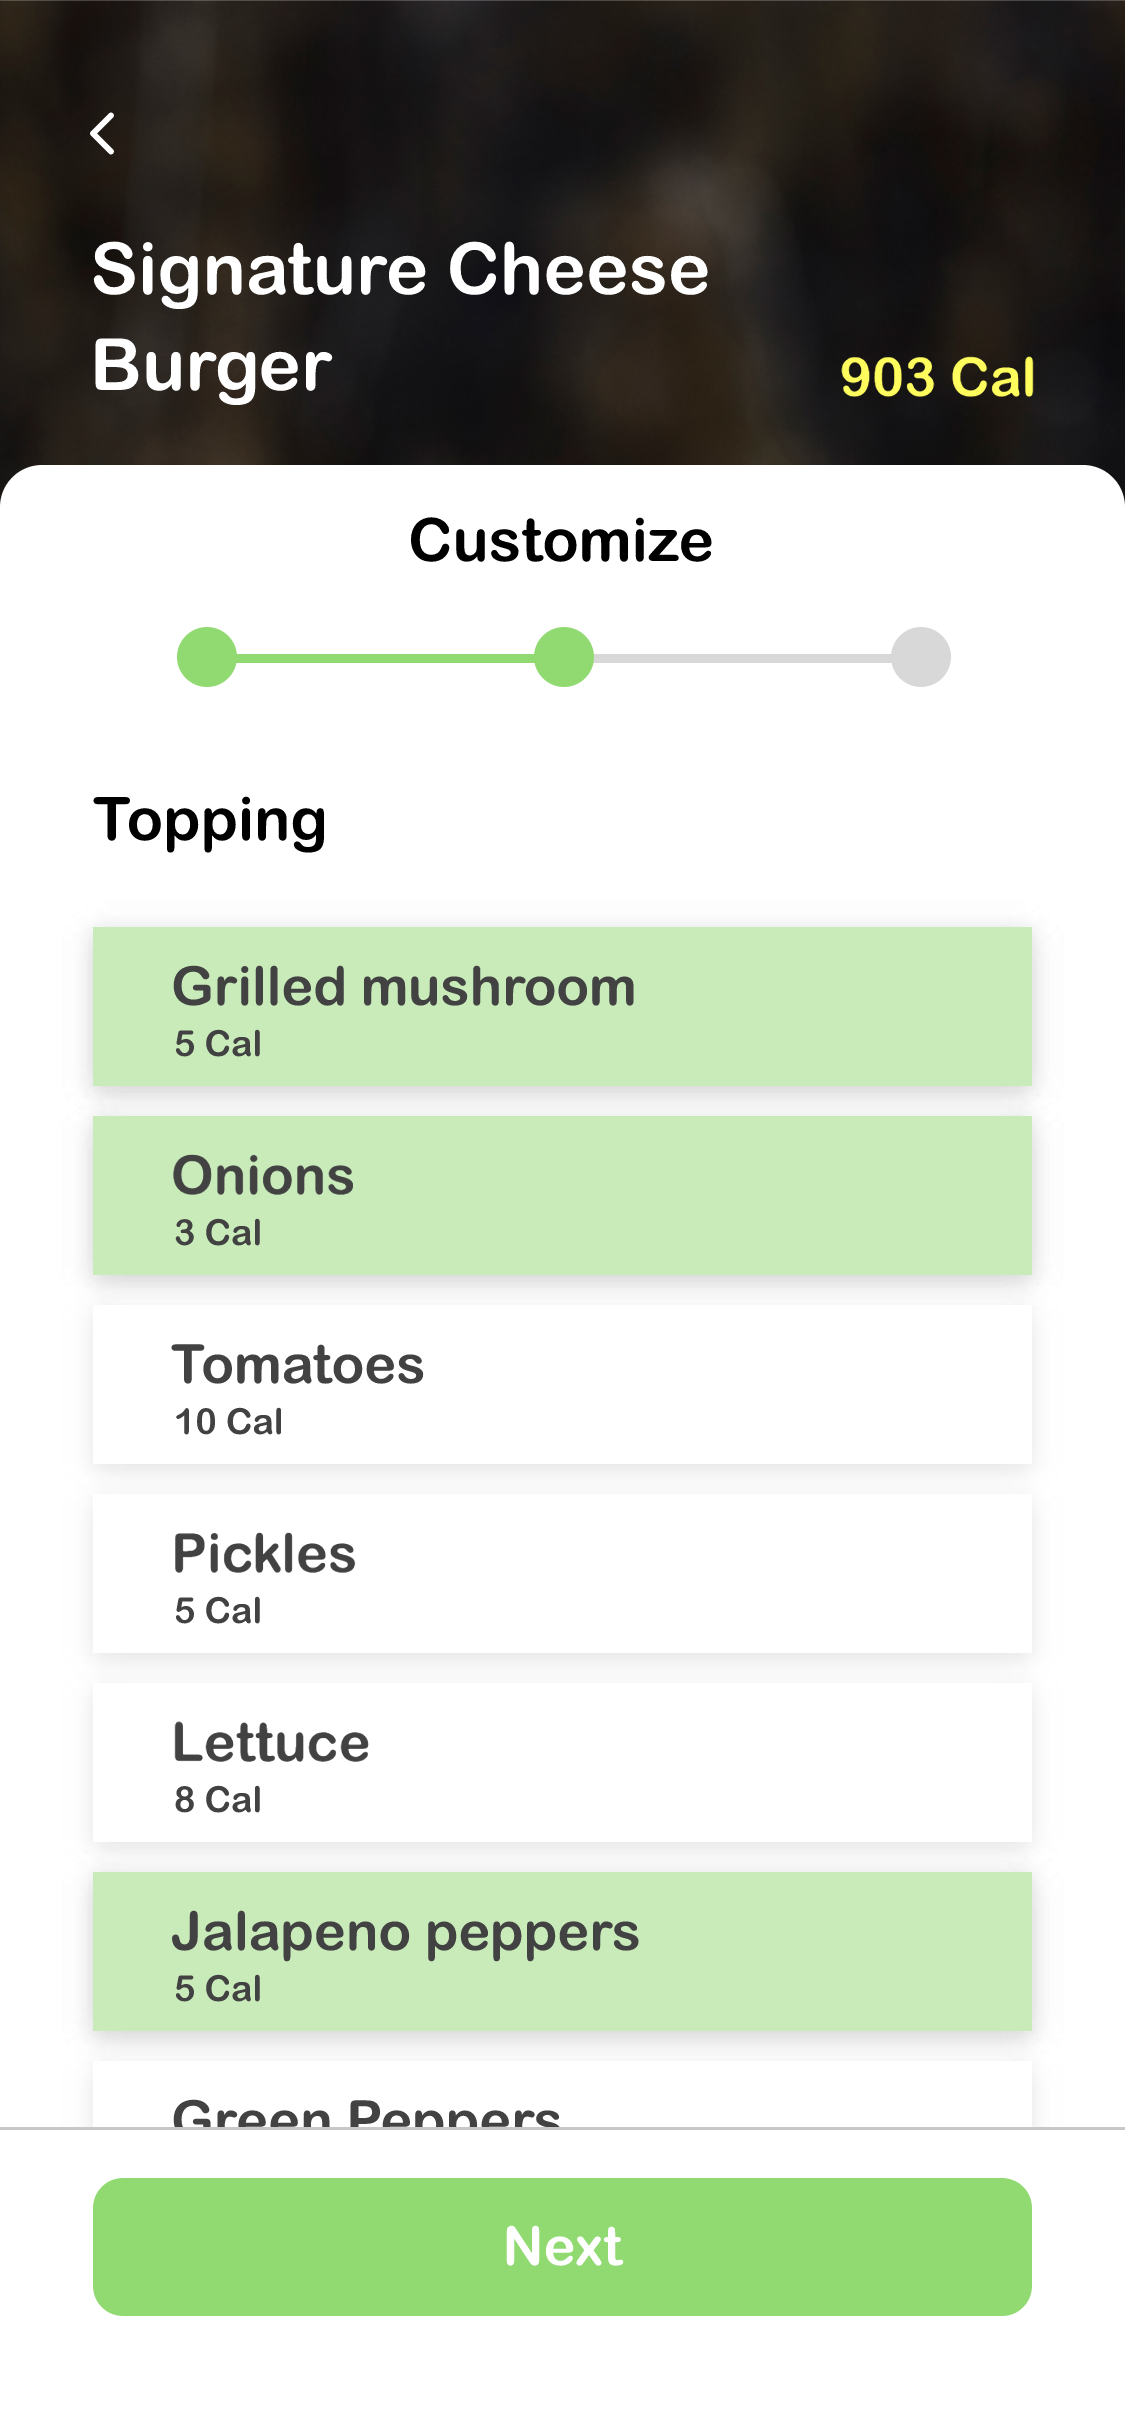 Signature Cheese
Burger
903 Cal
Customize
Topping
Grilled mushroom
5 Cal
Onions
3 Cal
Tomatoes
10 Cal
Pickles
5 Cal
Lettuce
8 Cal
Jalapeno peppers
5 Cal
Green Peppers
Next